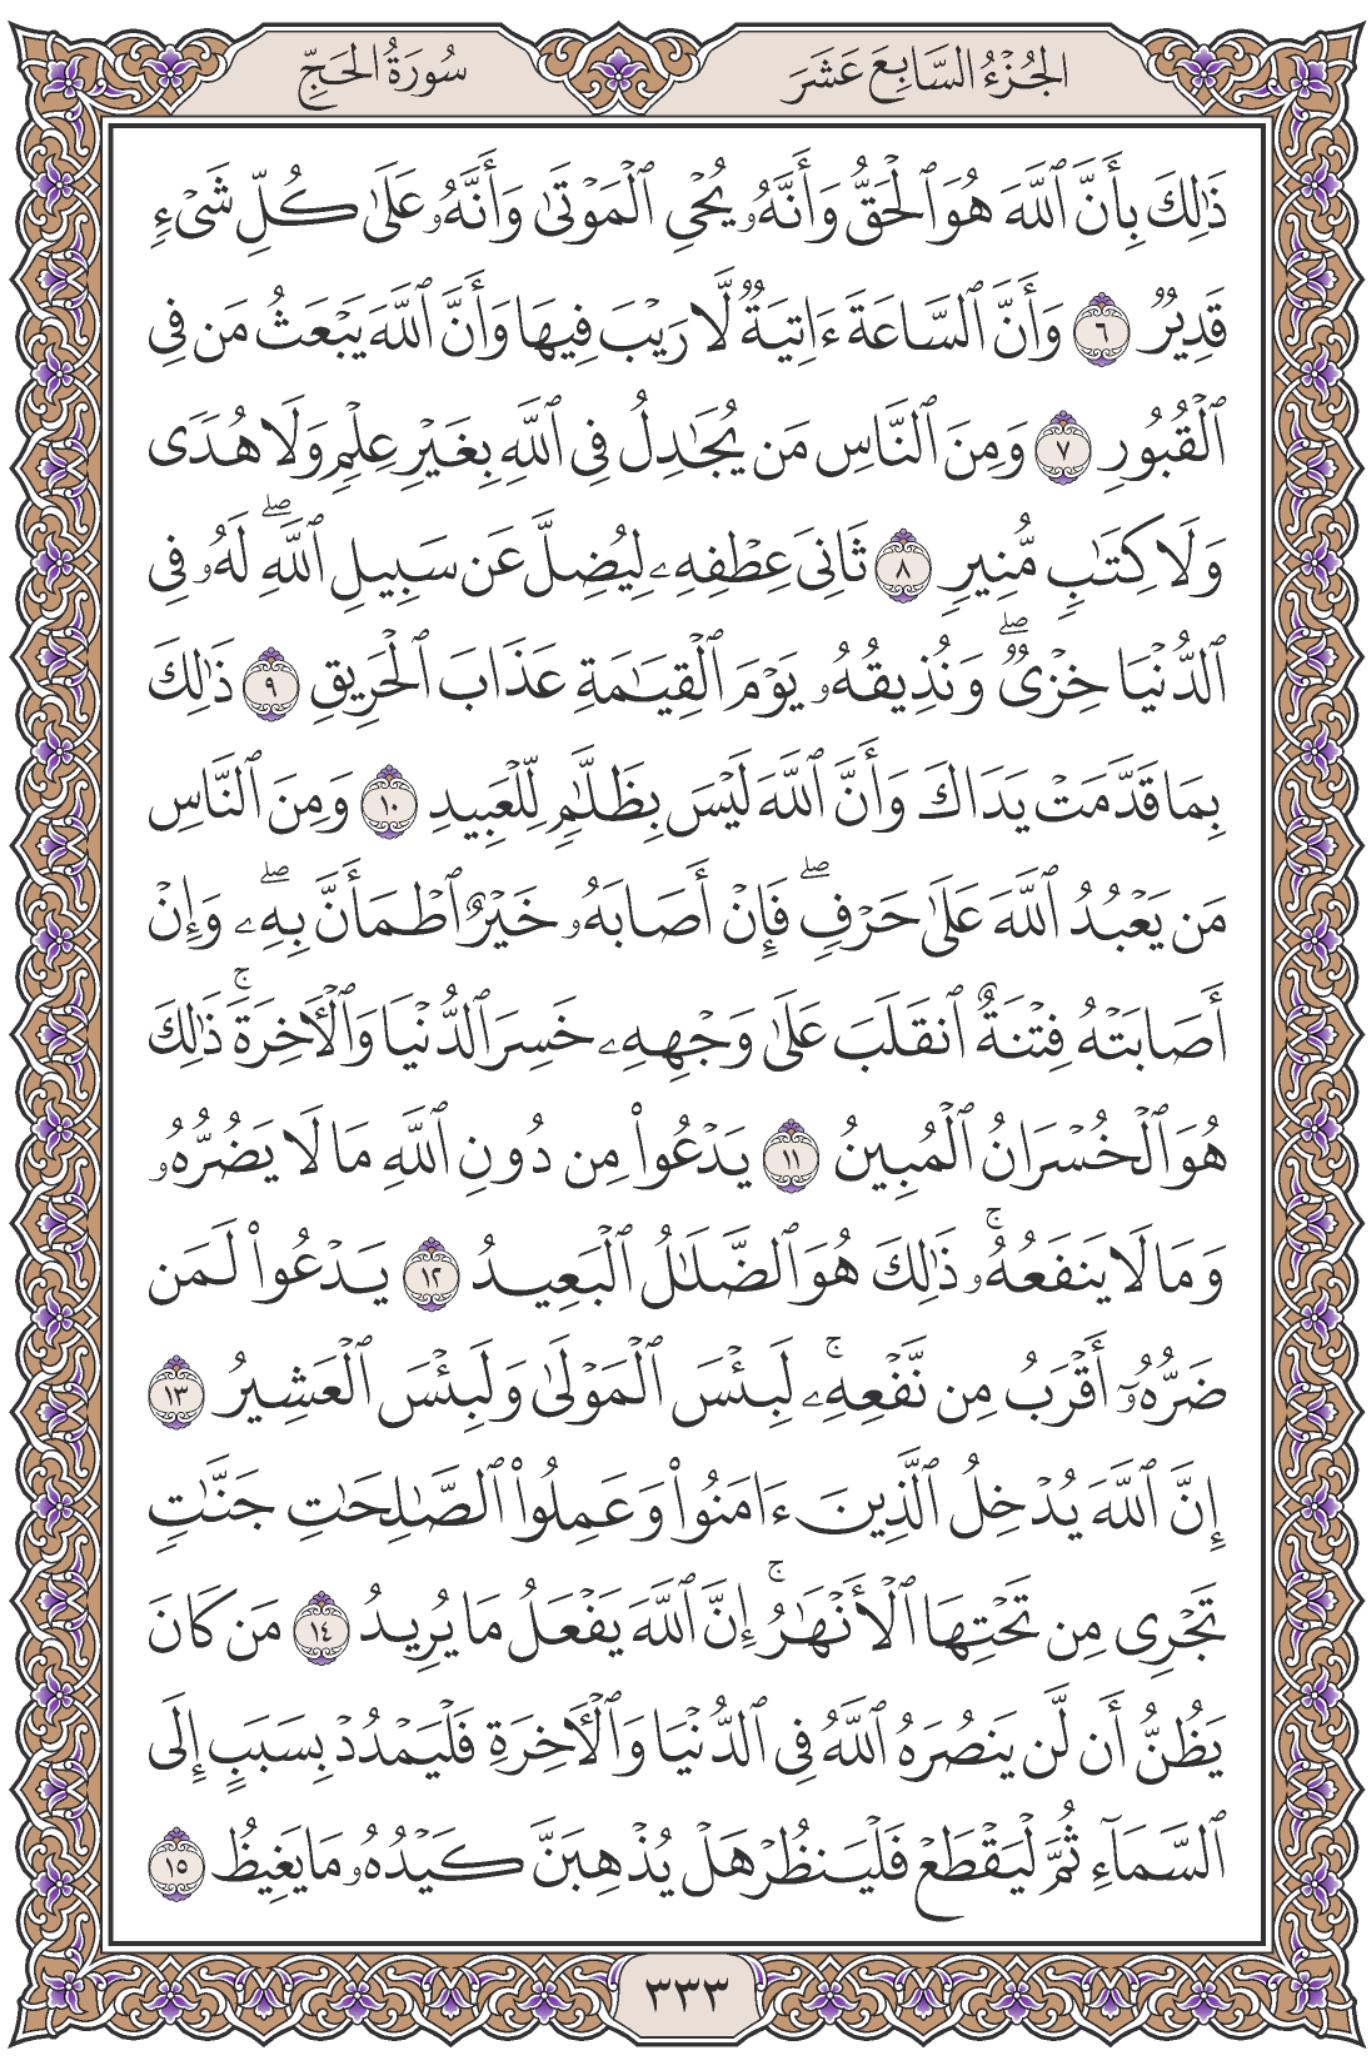 الجُزْءُ السَّابِعَ عَشَرَ
سُورَةُ الحَجِّ
ذَٰلِكَ بِأَنَّ ٱللَّهَ هُوَ ٱلْحَقُّ وَأَنَّهُۥ يُحْىِ ٱلْمَوْتَىٰ وَأَنَّهُۥ عَلَىٰ كُلِّ شَىْءٍۢ
قَدِيرٌۭ ٦ وَأَنَّ ٱلسَّاعَةَ ءَاتِيَةٌۭ لَّا رَيْبَ فِيهَا وَأَنَّ ٱللَّهَ يَبْعَثُ مَن فِى
ٱلْقُبُورِ ٧ وَمِنَ ٱلنَّاسِ مَن يُجَـٰدِلُ فِى ٱللَّهِ بِغَيْرِ عِلْمٍۢ وَلَا هُدًۭى
وَلَا كِتَـٰبٍۢ مُّنِيرٍۢ ٨ ثَانِىَ عِطْفِهِۦ لِيُضِلَّ عَن سَبِيلِ ٱللَّهِ ۖ لَهُۥ فِى
ٱلدُّنْيَا خِزْىٌۭ ۖ وَنُذِيقُهُۥ يَوْمَ ٱلْقِيَـٰمَةِ عَذَابَ ٱلْحَرِيقِ ٩ ذَٰلِكَ
بِمَا قَدَّمَتْ يَدَاكَ وَأَنَّ ٱللَّهَ لَيْسَ بِظَلَّـٰمٍۢ لِّلْعَبِيدِ ١٠ وَمِنَ ٱلنَّاسِ
مَن يَعْبُدُ ٱللَّهَ عَلَىٰ حَرْفٍۢ ۖ فَإِنْ أَصَابَهُۥ خَيْرٌ ٱطْمَأَنَّ بِهِۦ ۖ وَإِنْ
أَصَابَتْهُ فِتْنَةٌ ٱنقَلَبَ عَلَىٰ وَجْهِهِۦ خَسِرَ ٱلدُّنْيَا وَٱلْـَٔاخِرَةَ ۚ ذَٰلِكَ
هُوَ ٱلْخُسْرَانُ ٱلْمُبِينُ ١١ يَدْعُوا۟ مِن دُونِ ٱللَّهِ مَا لَا يَضُرُّهُۥ
وَمَا لَا يَنفَعُهُۥ ۚ ذَٰلِكَ هُوَ ٱلضَّلَـٰلُ ٱلْبَعِيدُ ١٢ يَدْعُوا۟ لَمَن
ضَرُّهُۥٓ أَقْرَبُ مِن نَّفْعِهِۦ ۚ لَبِئْسَ ٱلْمَوْلَىٰ وَلَبِئْسَ ٱلْعَشِيرُ ١٣
إِنَّ ٱللَّهَ يُدْخِلُ ٱلَّذِينَ ءَامَنُوا۟ وَعَمِلُوا۟ ٱلصَّـٰلِحَـٰتِ جَنَّـٰتٍۢ
تَجْرِى مِن تَحْتِهَا ٱلْأَنْهَـٰرُ ۚ إِنَّ ٱللَّهَ يَفْعَلُ مَا يُرِيدُ ١٤ مَن كَانَ
يَظُنُّ أَن لَّن يَنصُرَهُ ٱللَّهُ فِى ٱلدُّنْيَا وَٱلْـَٔاخِرَةِ فَلْيَمْدُدْ بِسَبَبٍ إِلَى
ٱلسَّمَآءِ ثُمَّ لْيَقْطَعْ فَلْيَنظُرْ هَلْ يُذْهِبَنَّ كَيْدُهُۥ مَا يَغِيظُ ١٥
٣٣٣